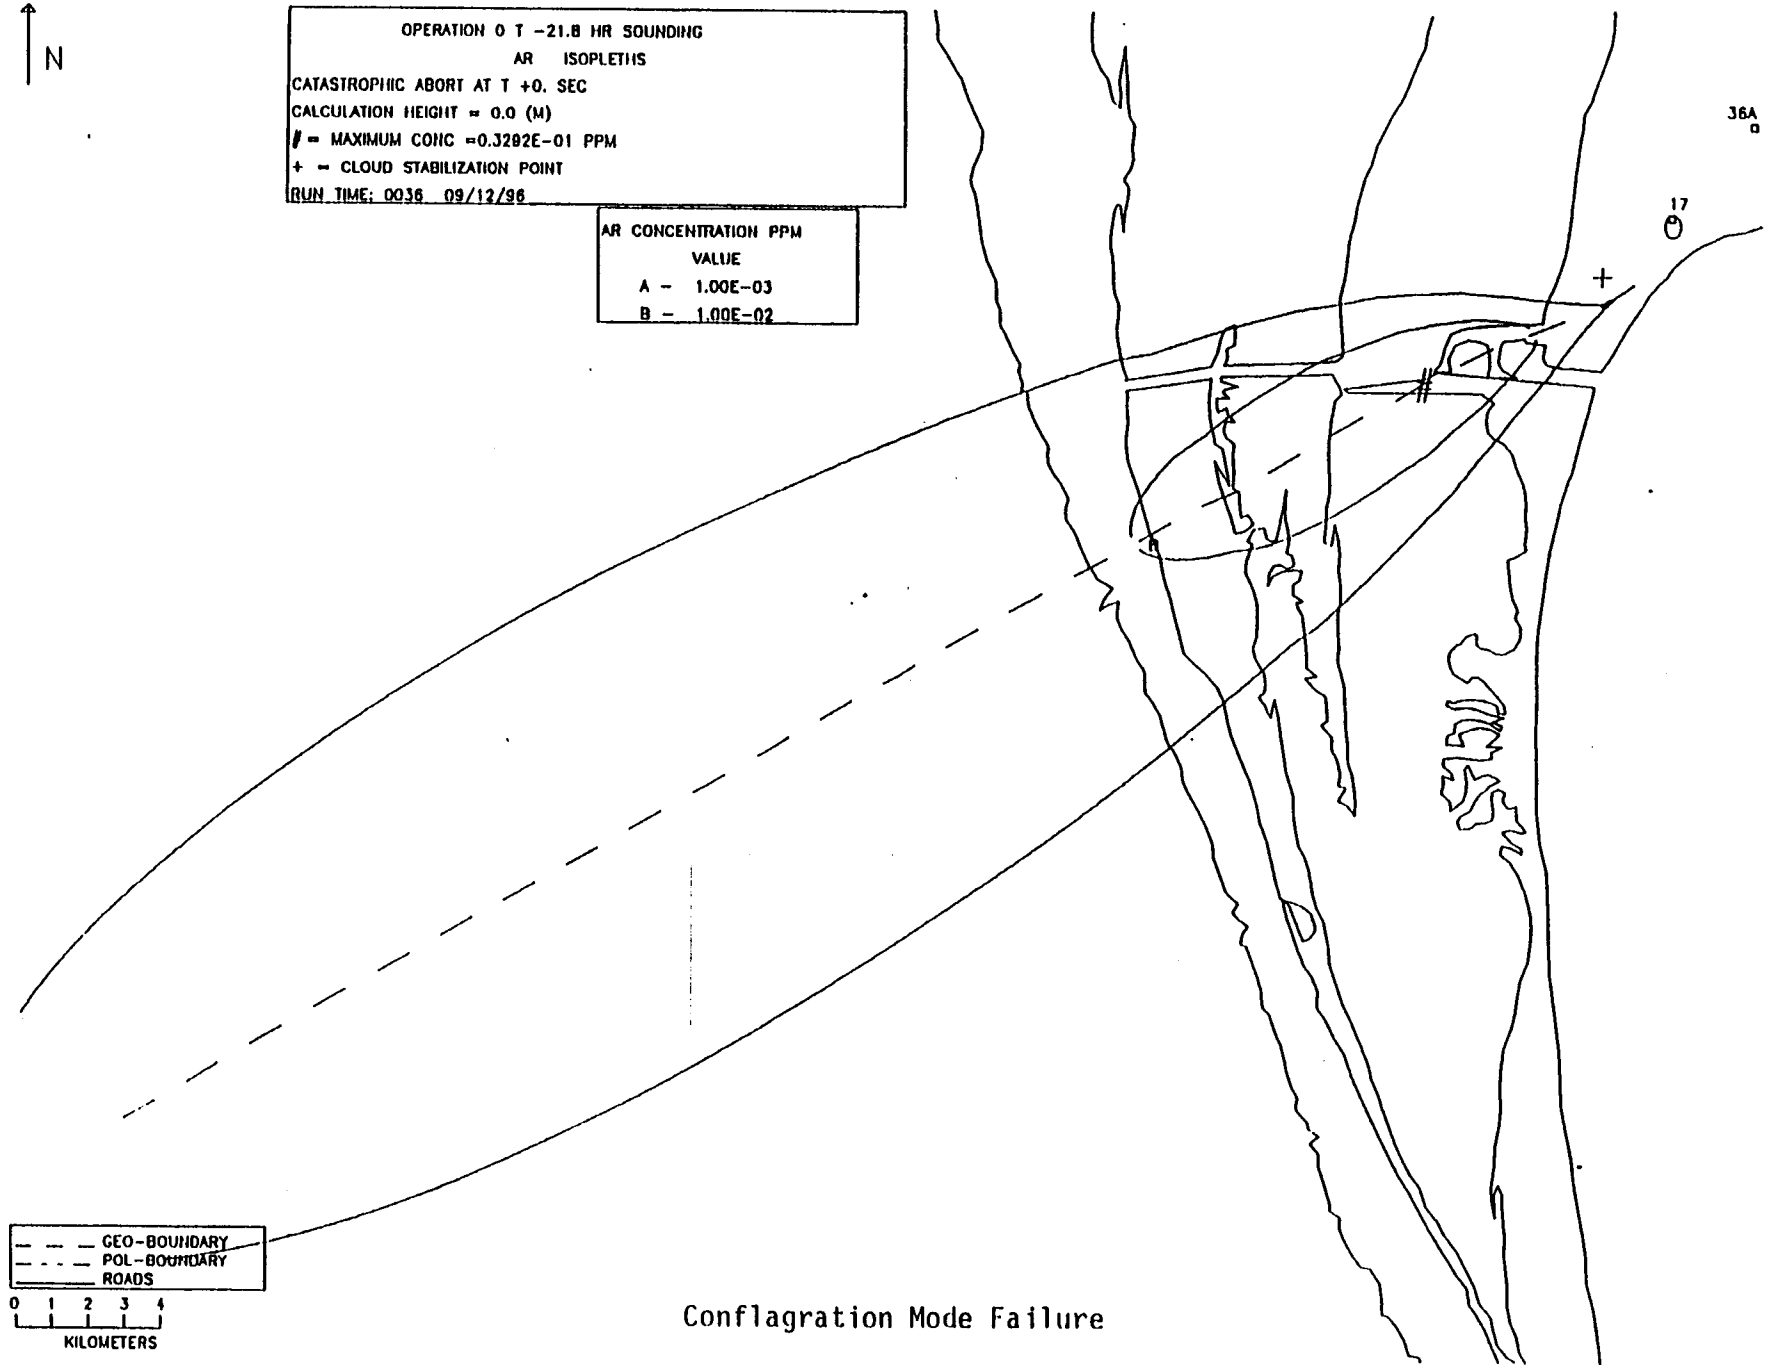 N
OPERATION 0 T -21.8 HR SOUNDING
AR ISOPLETHS
CATASTROPHIC ABORT AT T +0. SEC
CALCULATION HEIGHT = 0.0 (M)
// = MAXIMUM CONC =0.3292E-01 PPM
+ = CLOUD STABILIZATION POINT
RUN TIME: 0036 09/12/96
AR CONCENTRATION PPM
VALUE
A - 1.00E-03
B - 1.00E-02
36A
17
GEO-BOUNDARY
POL-BOUNDARY
ROADS
0 1 2 3 4
KILOMETERS
Conflagration Mode Failure